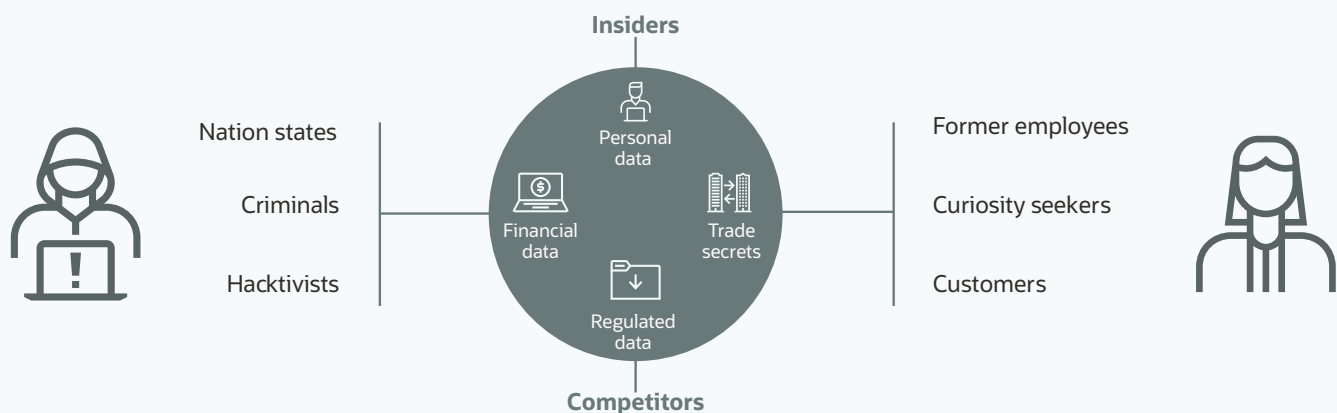 Insiders
Nation states
Criminals
Hacktivists
Personal
data
Financial
data
Trade
secrets
Regulated
data
Former employees
Curiosity seekers
Customers
Competitors